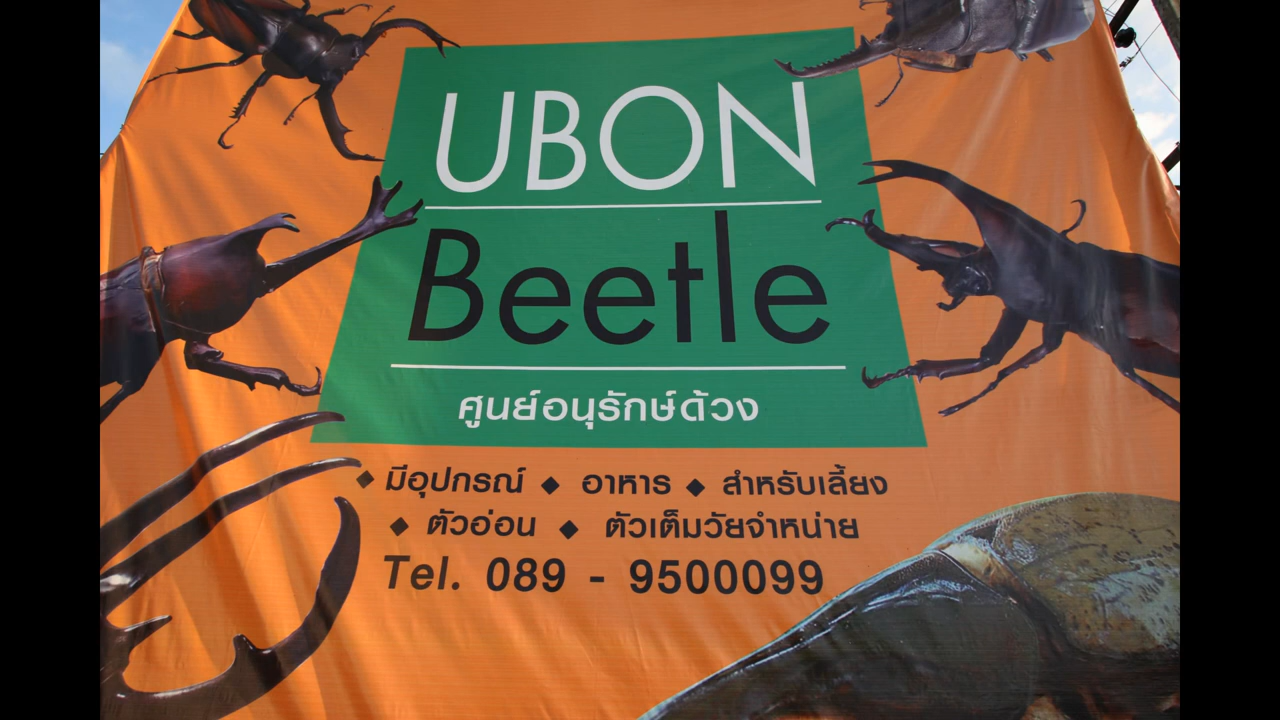 UBON
Beetle
ศูนย์อนุรักษ์ด้วง
◆ มีอุปกรณ์ ◆ อาหาร ◆ สำหรับเลี้ยง
◆ ตัวอ่อน ◆ ตัวเต็มวัยจำหน่าย
Tel. 089 - 9500099